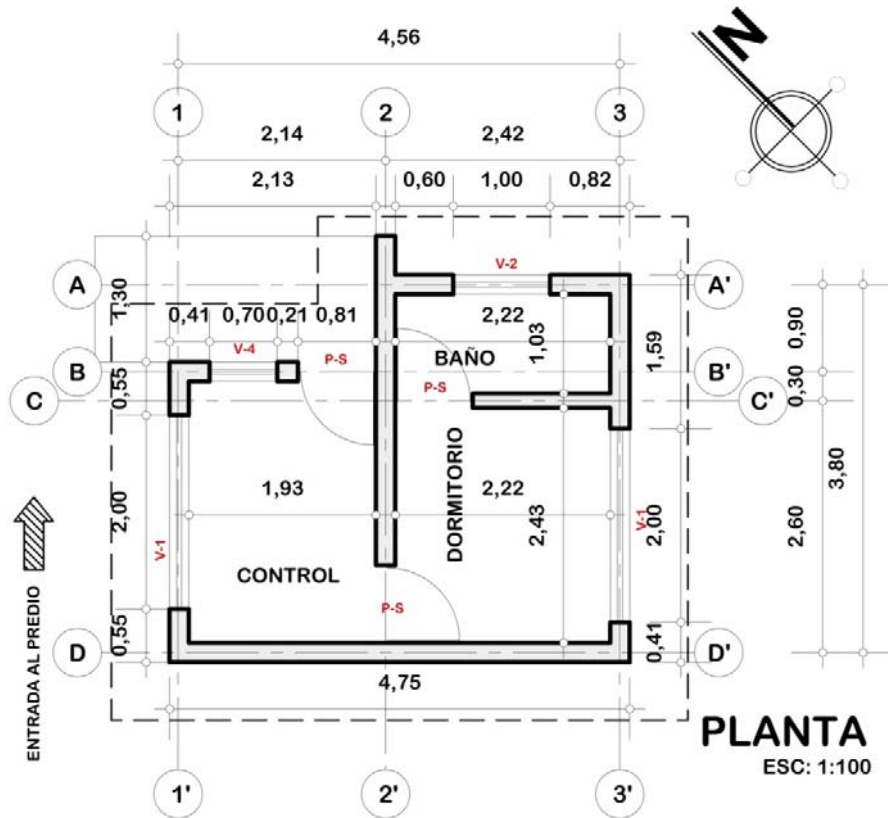 4,56
N
1
2
3
2,14
2,42
2,13
0,60
1,00
0,82
V-2
A
A'
1,30
0,41
0,70
0,21
0,81
2,22
1,03
1,59
0,90
V-4
P-S
BAÑO
B
B'
0,55
P-S
C
C'
0,30
3,80
DORMITORIO
1,93
2,22
2,00
2,43
V-1
2,00
2,60
V-1
CONTROL
P-S
ENTRADA AL PREDIO
0,55
0,41
D
D'
4,75
PLANTA
ESC: 1:100
1'
2'
3'